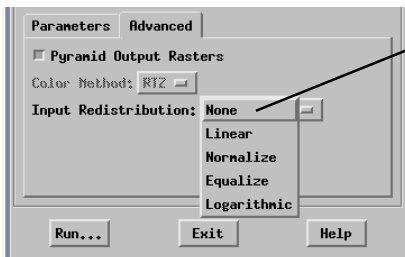 Parameters Advanced
Pyramid Output Rasters
Color Method: RTZ
Input Redistribution: None
Linear
Normalize
Equalize
Logarithmic
Run... Exit Help